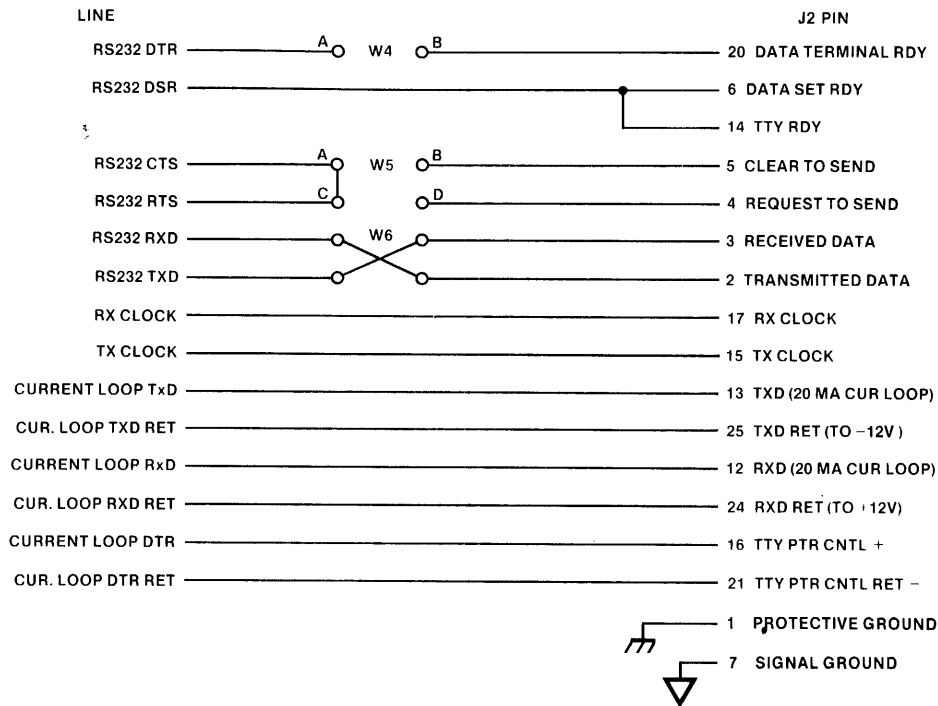 LINE J2 PIN
RS232 DTR A W4 B 20 DATA TERMINAL RDY
RS232 DSR 6 DATA SET RDY
14 TTY RDY
RS232 CTS A W5 B 5 CLEAR TO SEND
RS232 RTS C D 4 REQUEST TO SEND
RS232 RXD W6 3 RECEIVED DATA
RS232 TXD 2 TRANSMITTED DATA
RX CLOCK 17 RX CLOCK
TX CLOCK 15 TX CLOCK
CURRENT LOOP TxD 13 TXD (20 MA CUR LOOP)
CUR. LOOP TXD RET 25 TXD RET (TO −12V)
CURRENT LOOP RxD 12 RXD (20 MA CUR LOOP)
CUR. LOOP RXD RET 24 RXD RET (TO +12V)
CURRENT LOOP DTR 16 TTY PTR CNTL +
CUR. LOOP DTR RET 21 TTY PTR CNTL RET −
1 PROTECTIVE GROUND
7 SIGNAL GROUND